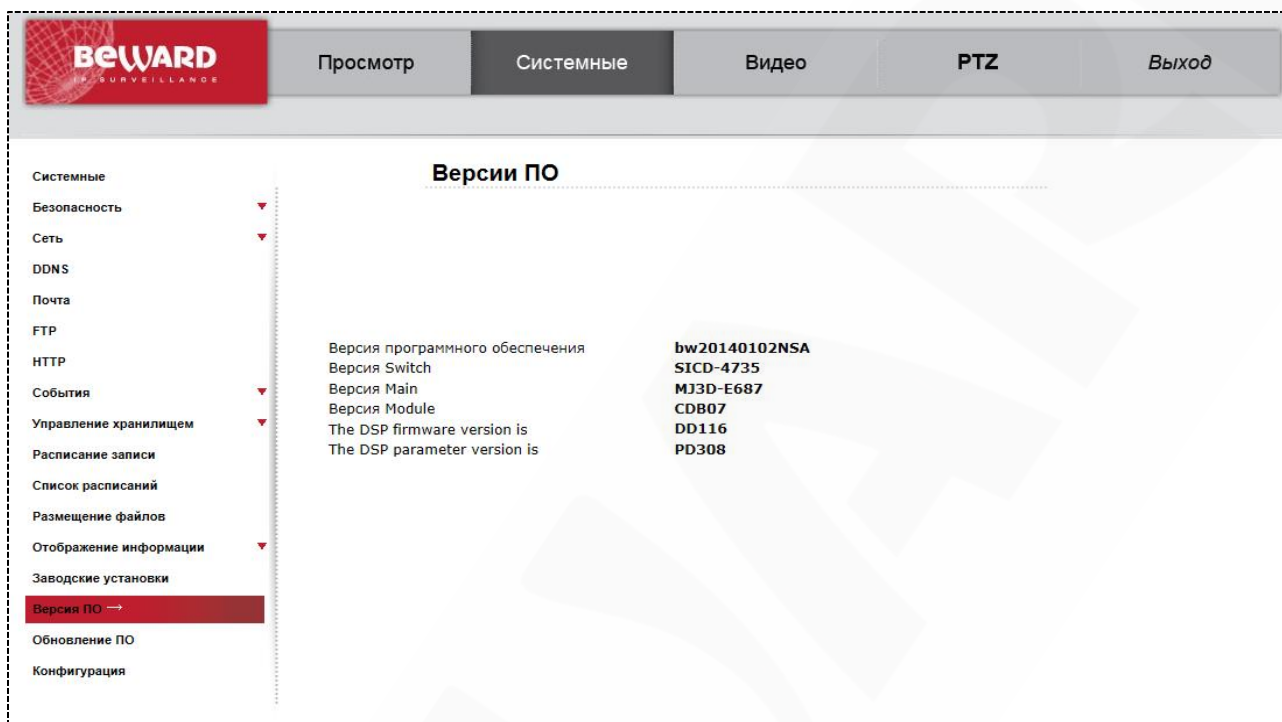 BEWARD
IP SURVEILLANCE
Просмотр
Системные
Видео
PTZ
Выход
Системные
Безопасность
Сеть
DDNS
Почта
FTP
HTTP
События
Управление хранилищем
Расписание записи
Список расписаний
Размещение файлов
Отображение информации
Заводские установки
Версия ПО →
Обновление ПО
Конфигурация
Версии ПО
Версия программного обеспечения bw20140102NSA
Версия Switch SICD-4735
Версия Main MJ3D-E687
Версия Module CDB07
The DSP firmware version is DD116
The DSP parameter version is PD308